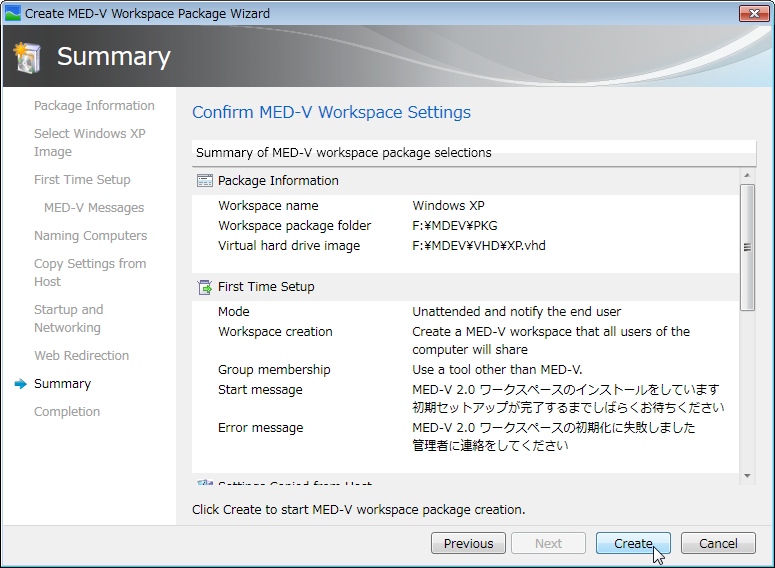 Create MED-V Workspace Package Wizard
Summary
Package Information
Select Windows XP
Image
First Time Setup
MED-V Messages
Naming Computers
Copy Settings from
Host
Startup and
Networking
Web Redirection
Summary
Completion
Confirm MED-V Workspace Settings
Summary of MED-V workspace package selections
Package Information
Workspace name Windows XP
Workspace package folder F:¥MDEV¥PKG
Virtual hard drive image F:¥MDEV¥VHD¥XP.vhd
First Time Setup
Mode Unattended and notify the end user
Workspace creation Create a MED-V workspace that all users of the
computer will share
Group membership Use a tool other than MED-V.
Start message MED-V 2.0 ワークスペースのインストールをしています
初期セットアップが完了するまでしばらくお待ちください
Error message MED-V 2.0 ワークスペースの初期化に失敗しました
管理者に連絡をしてください
Settings Copied from Host
Click Create to start MED-V workspace package creation.
Previous Next Create Cancel